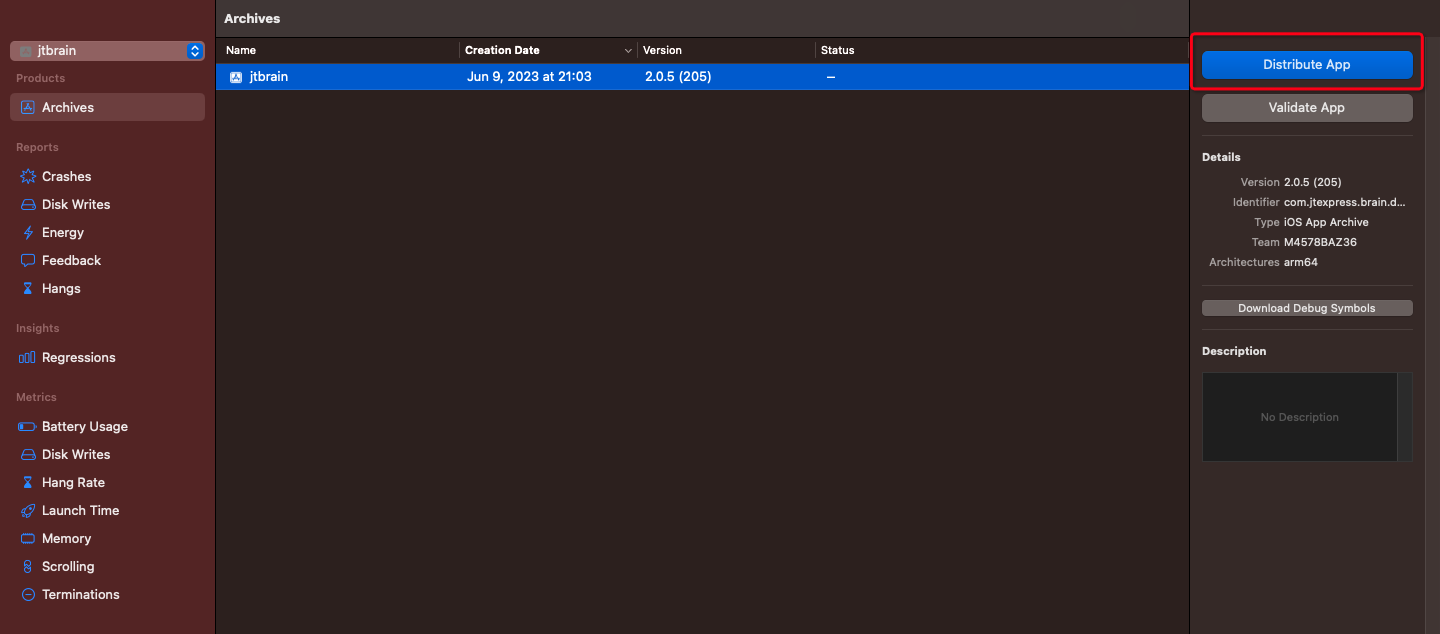 jtbrain
Products
Archives
Reports
Crashes
Disk Writes
Energy
Feedback
Hangs
Insights
Regressions
Metrics
Battery Usage
Disk Writes
Hang Rate
Launch Time
Memory
Scrolling
Terminations
Archives
Name Creation Date Version Status
jtbrain Jun 9, 2023 at 21:03 2.0.5 (205) --
Distribute App
Validate App
Details
Version 2.0.5 (205)
Identifier com.jtexpress.brain.d...
Type iOS App Archive
Team M4578BAZ36
Architectures arm64
Download Debug Symbols
Description
No Description